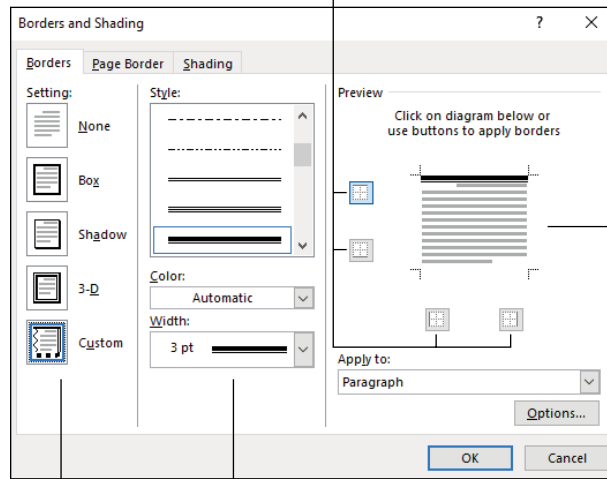 Borders and Shading
?
Borders
Page Border
Shading
Setting:
None
Box
Shadow
3-D
Custom
Style:
Color:
Automatic
Width:
3 pt
Preview
Click on diagram below or
use buttons to apply borders
Apply to:
Paragraph
Options...
OK
Cancel